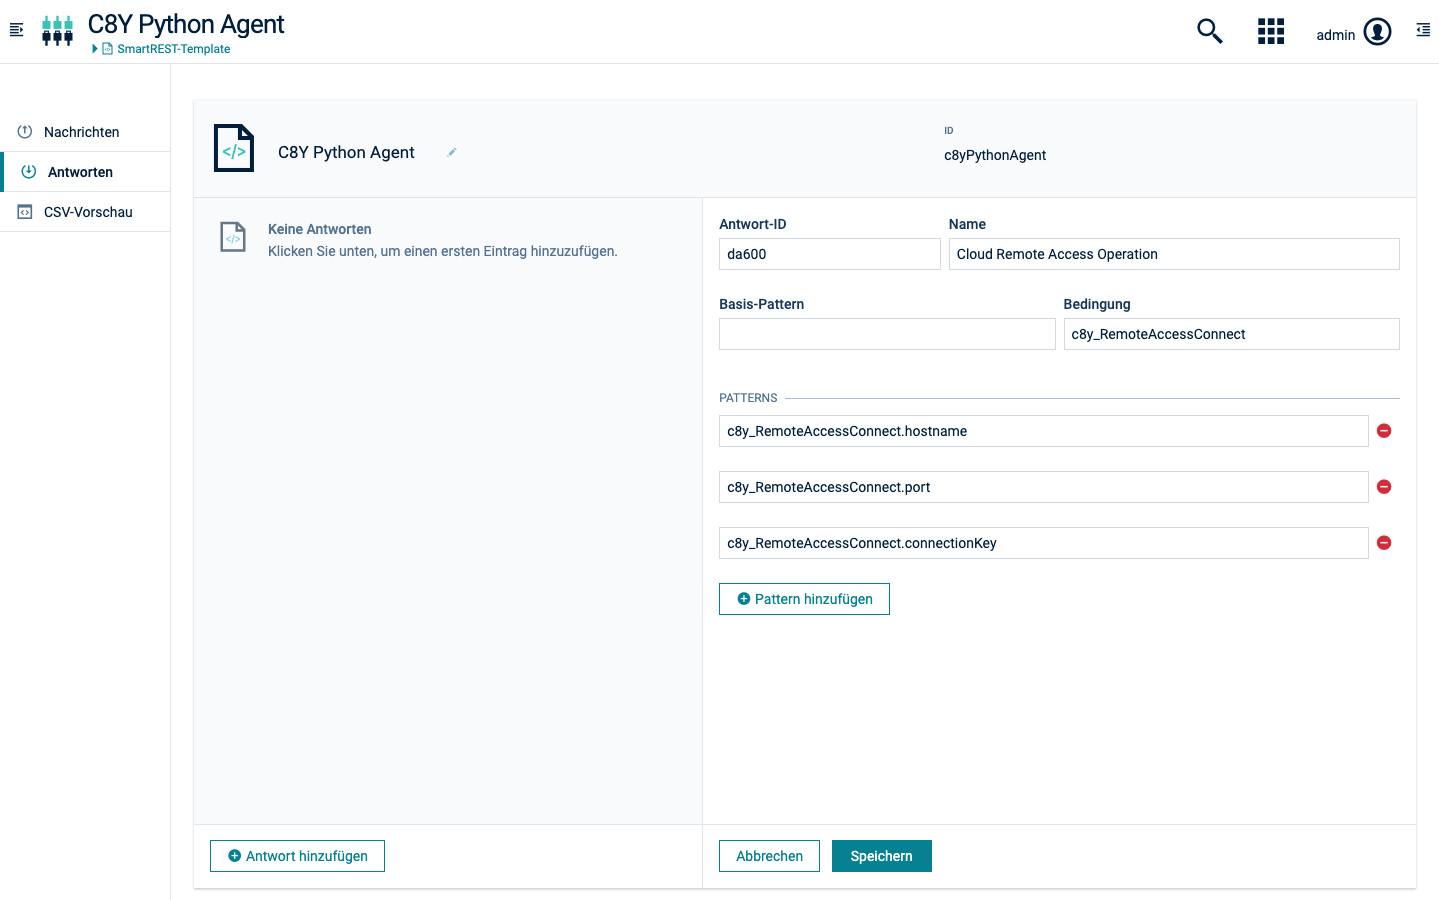 C8Y Python Agent
SmartREST-Template
admin
Nachrichten
Antworten
CSV-Vorschau
C8Y Python Agent
ID
c8yPythonAgent
Keine Antworten
Klicken Sie unten, um einen ersten Eintrag hinzuzufügen.
Antwort-ID
Name
da600
Cloud Remote Access Operation
Basis-Pattern
Bedingung
c8y_RemoteAccessConnect
PATTERNS
c8y_RemoteAccessConnect.hostname
c8y_RemoteAccessConnect.port
c8y_RemoteAccessConnect.connectionKey
Pattern hinzufügen
Antwort hinzufügen
Abbrechen
Speichern